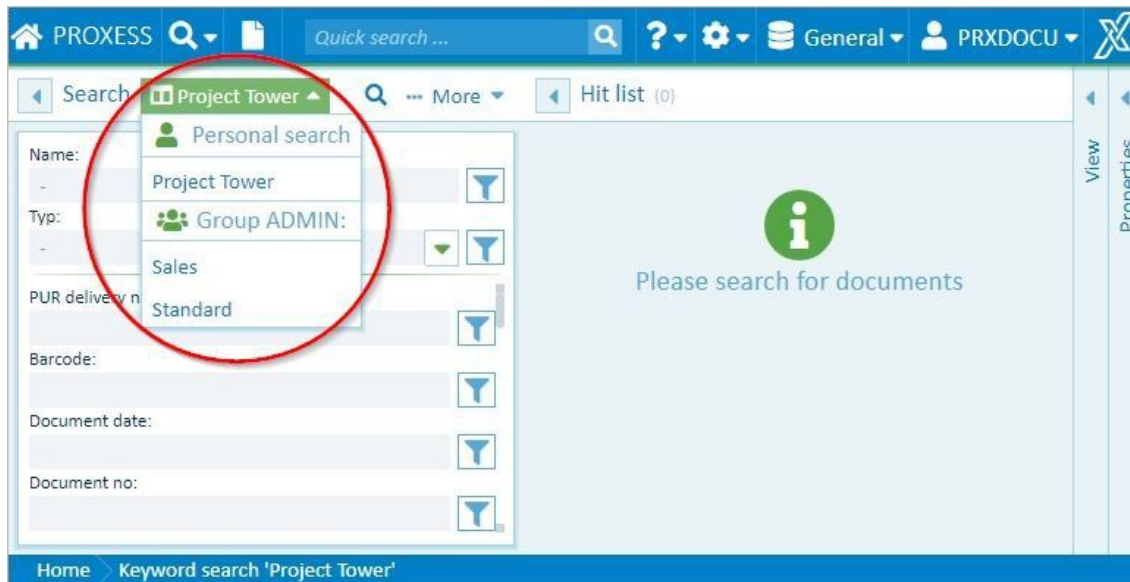 PROXESS Quick search ... ? General PRXDOCU X
Search Project Tower ... More Hit list (0)
Personal search
Name:
-
Project Tower
Typ:
Group ADMIN:
-
Sales
PUR delivery n
Standard
Barcode:
Document date:
Document no:
Please search for documents
View
Properties
Home Keyword search 'Project Tower'